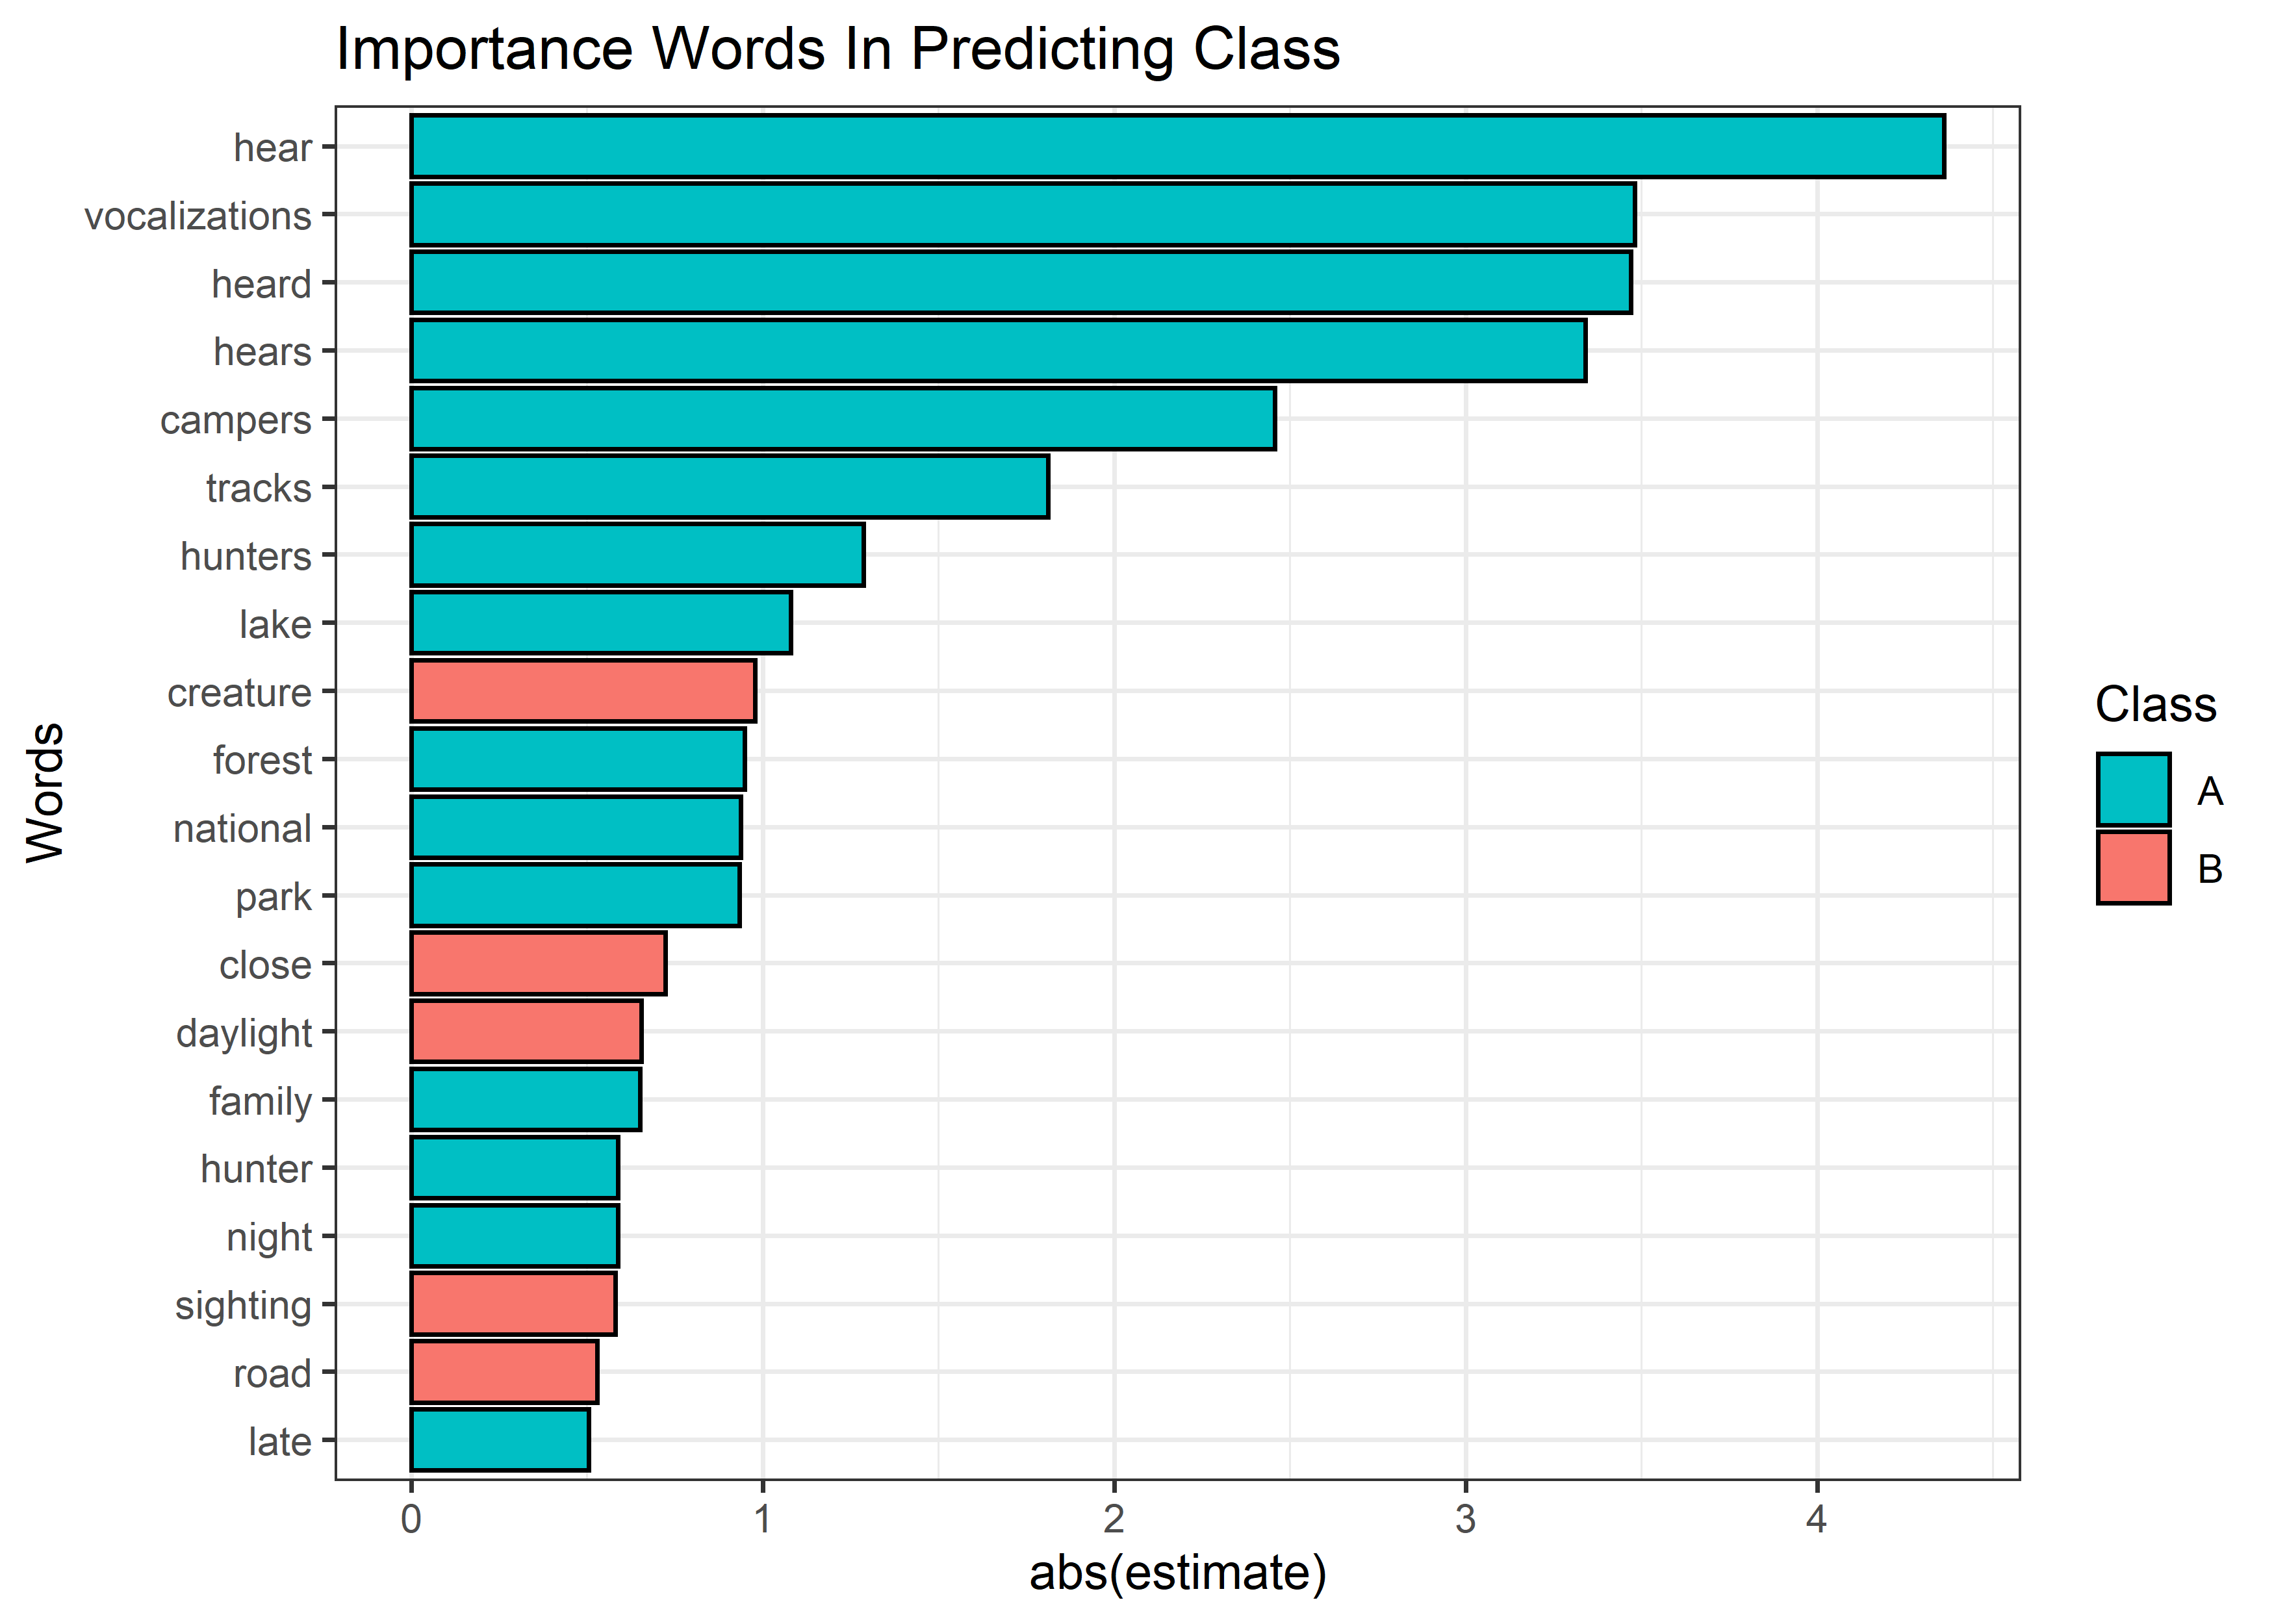 Importance Words In Predicting Class
Words
hear
vocalizations
heard
hears
campers
tracks
hunters
lake
creature
forest
national
park
close
daylight
family
hunter
night
sighting
road
late
0 1 2 3 4
abs(estimate)
Class
A
B